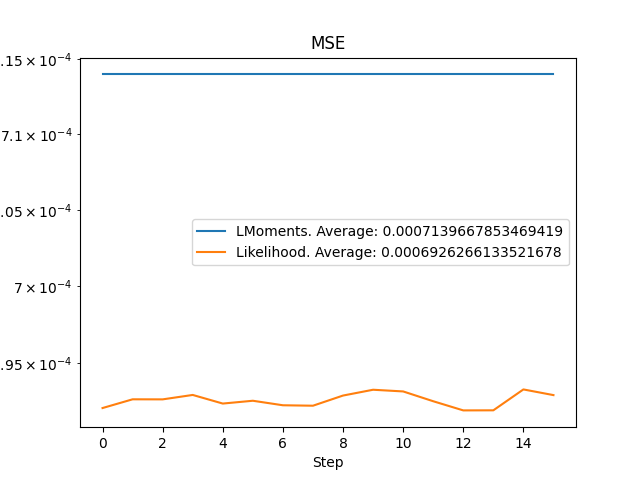 MSE
.15 × 10⁻⁴
7.1 × 10⁻⁴
.05 × 10⁻⁴
7 × 10⁻⁴
.95 × 10⁻⁴
LMoments. Average: 0.0007139667853469419
Likelihood. Average: 0.0006926266133521678
0 2 4 6 8 10 12 14
Step